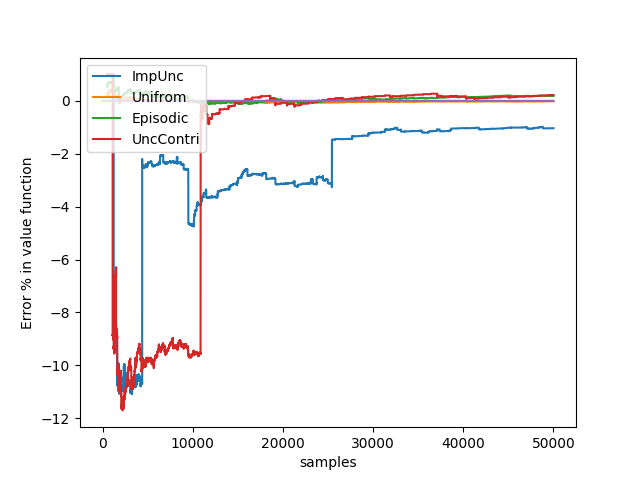 ImpUnc
Unifrom
Episodic
UncContri
0
−2
−4
−6
−8
−10
−12
Error % in value function
0 10000 20000 30000 40000 50000
samples